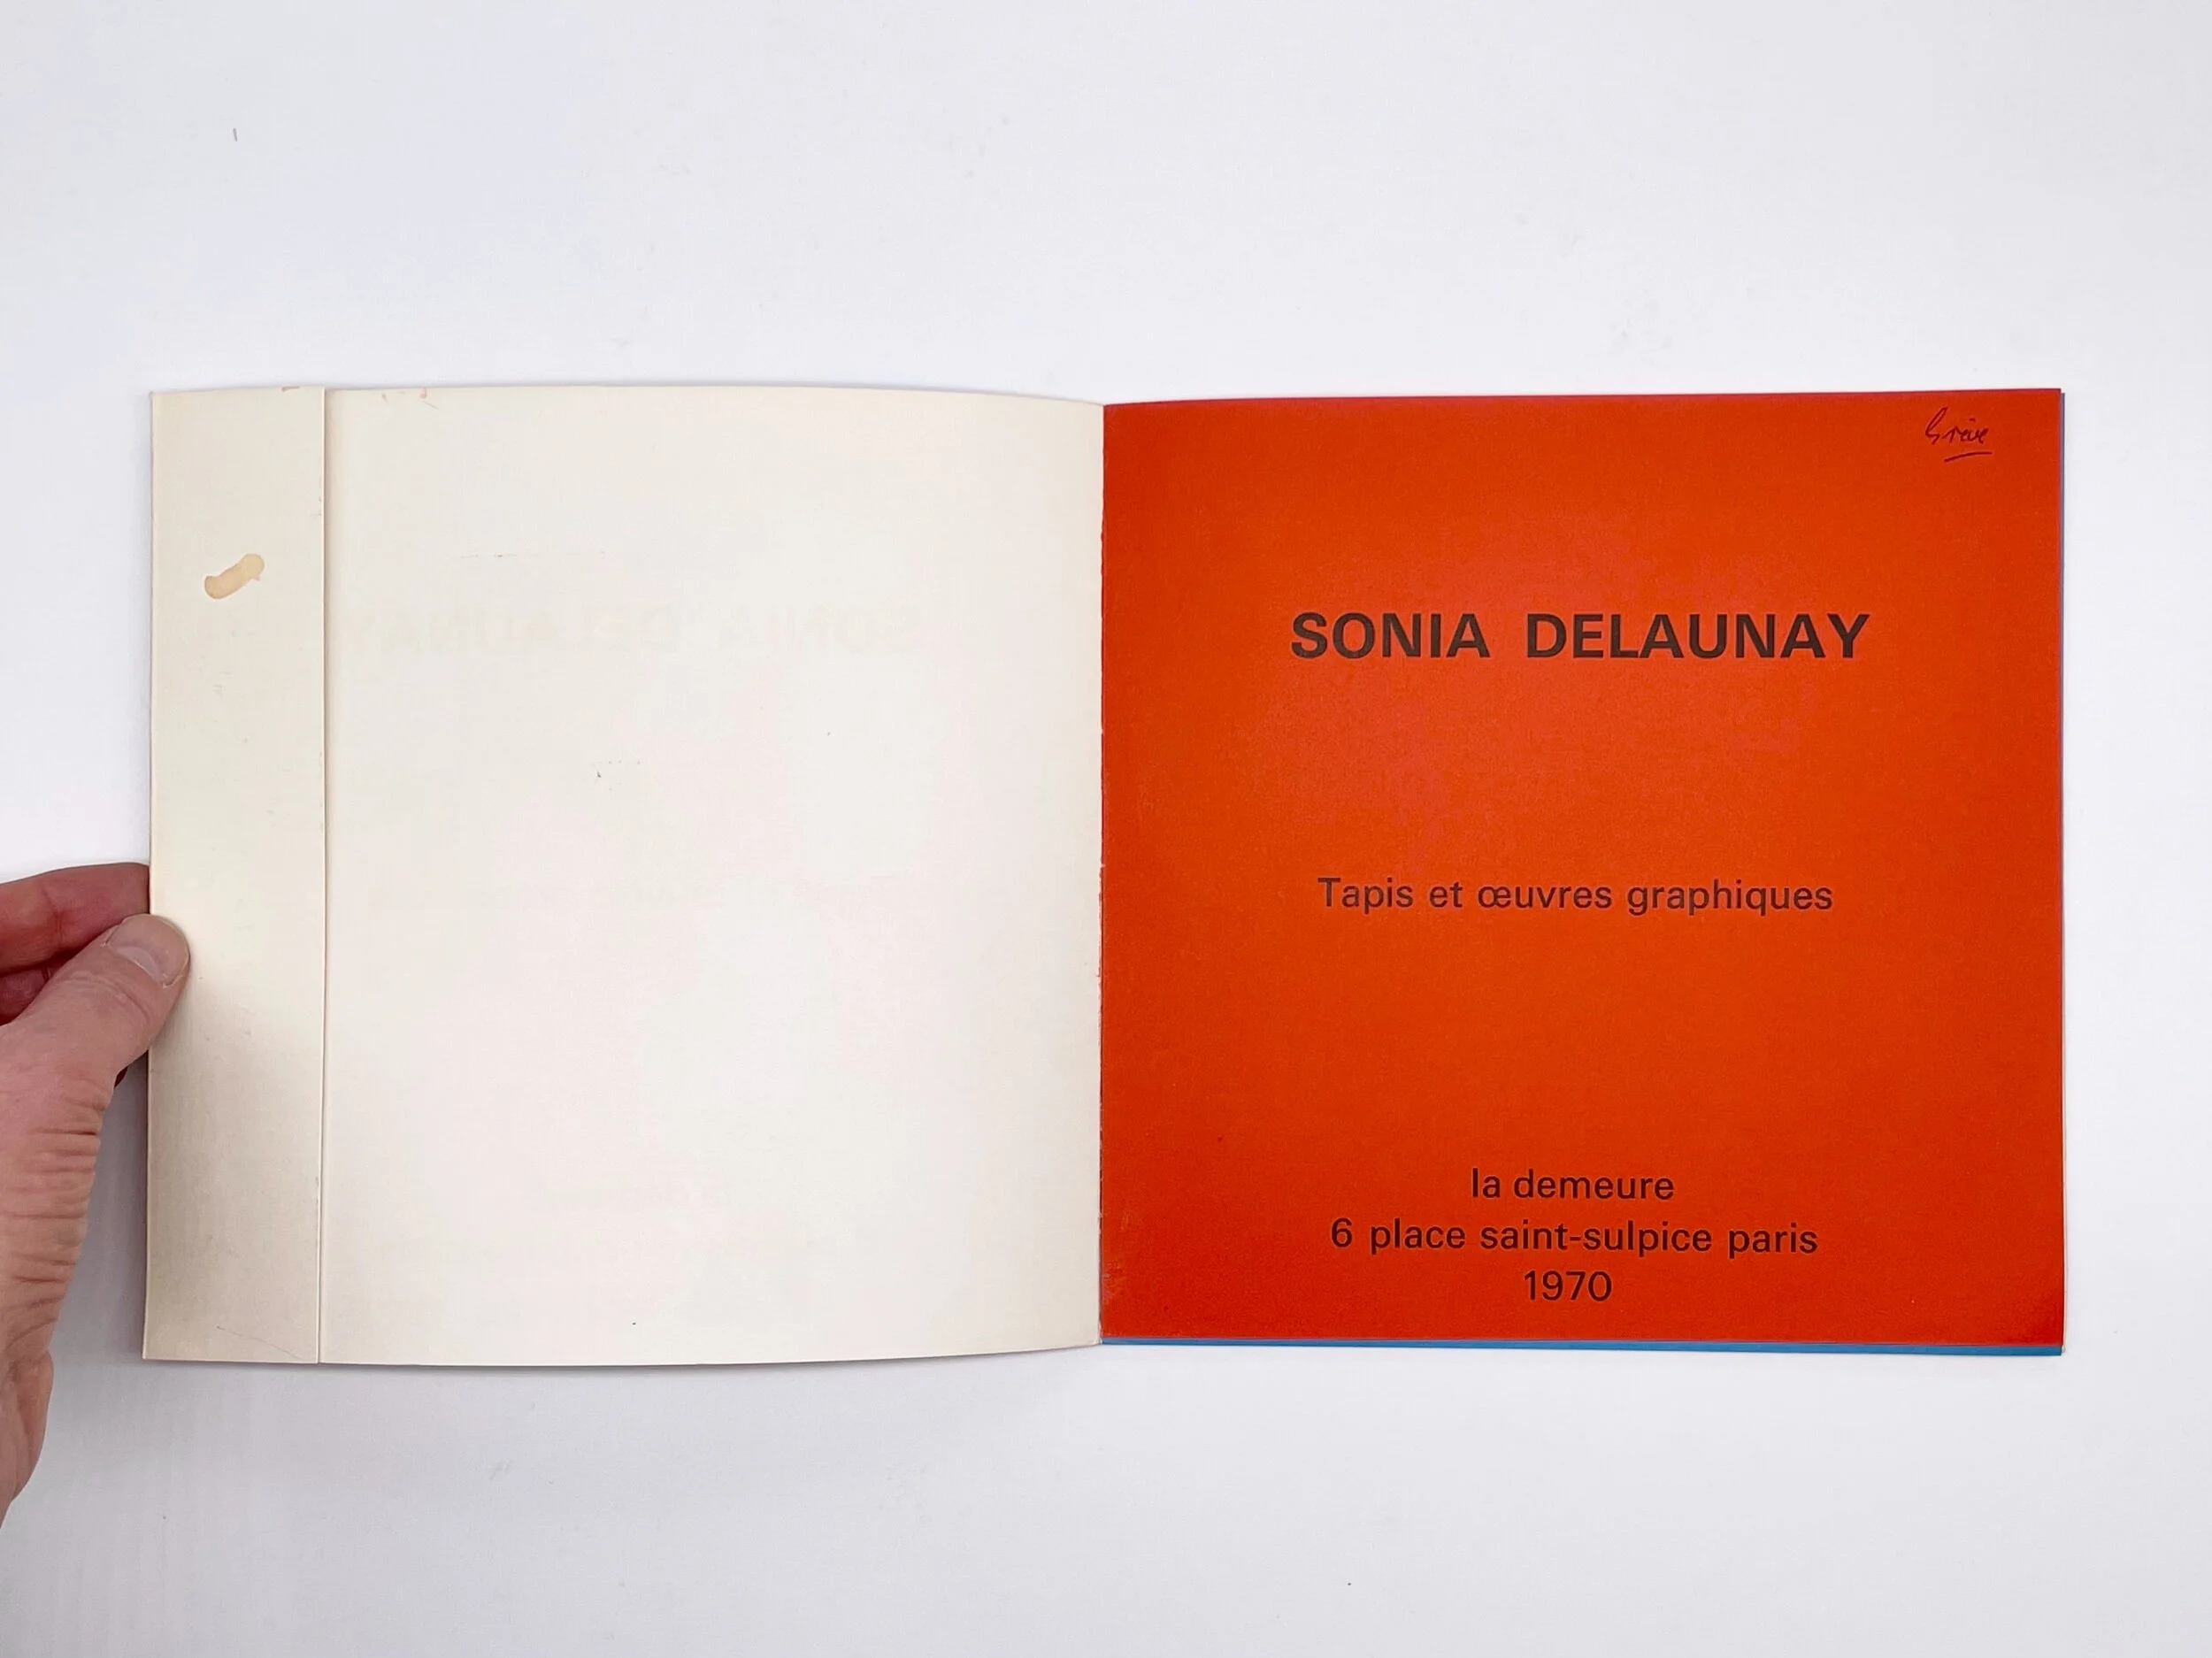 SONIA DELAUNAY
Tapis et œuvres graphiques
la demeure
6 place saint-sulpice paris
1970